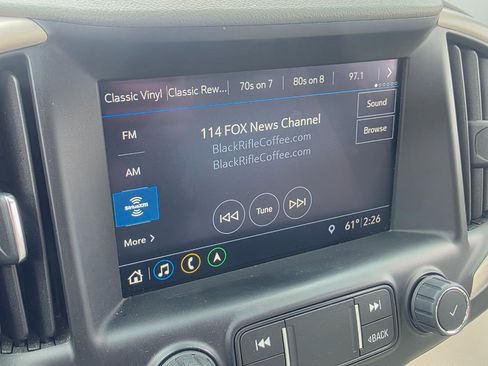 Classic Vinyl Classic Rew... 70s on 7 80s on 8 97.1
FM
114 FOX News Channel
Sound
BlackRifleCoffee.com
BlackRifleCoffee.com
Browse
AM
SiriusXM
Tune
More
61° 2:26
BACK